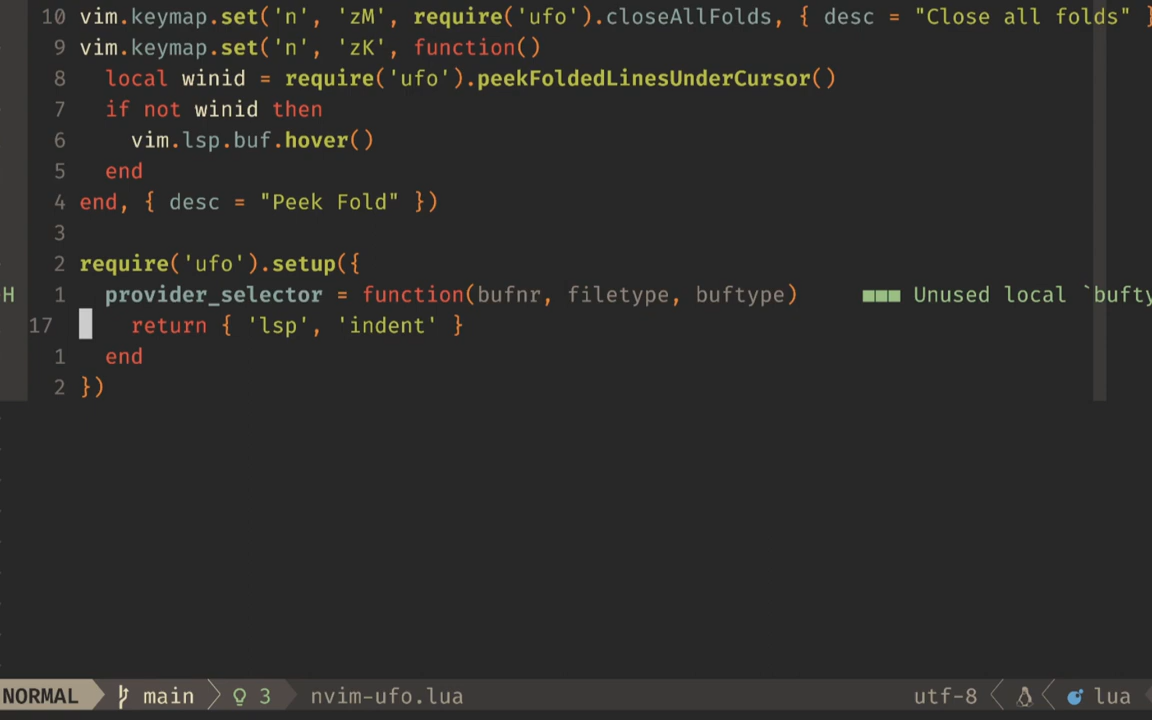 10 vim.keymap.set('n', 'zM', require('ufo').closeAllFolds, { desc = "Close all folds" }
9 vim.keymap.set('n', 'zK', function()
8 local winid = require('ufo').peekFoldedLinesUnderCursor()
7 if not winid then
6 vim.lsp.buf.hover()
5 end
4 end, { desc = "Peek Fold" })
3
2 require('ufo').setup({
H 1 provider_selector = function(bufnr, filetype, buftype) ■■■ Unused local `bufty
17 return { 'lsp', 'indent' }
1 end
2 })
NORMAL main 3 nvim-ufo.lua utf-8 lua